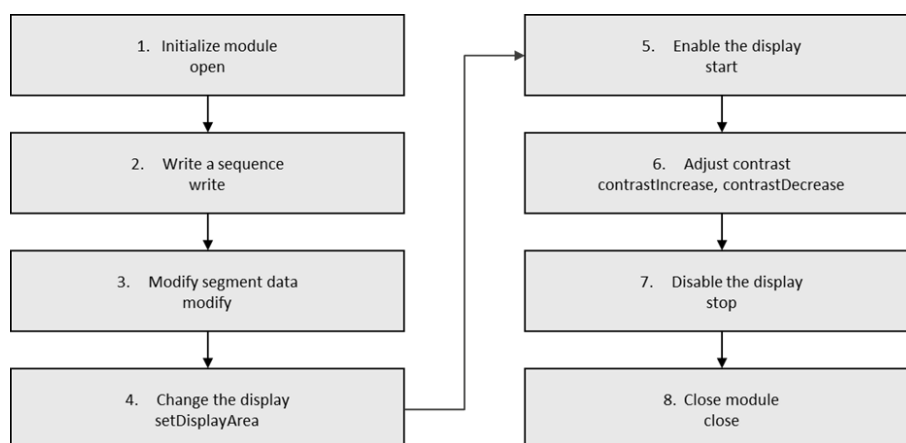 1. Initialize module
open
2. Write a sequence
write
3. Modify segment data
modify
4. Change the display
setDisplayArea
5. Enable the display
start
6. Adjust contrast
contrastIncrease, contrastDecrease
7. Disable the display
stop
8. Close module
close